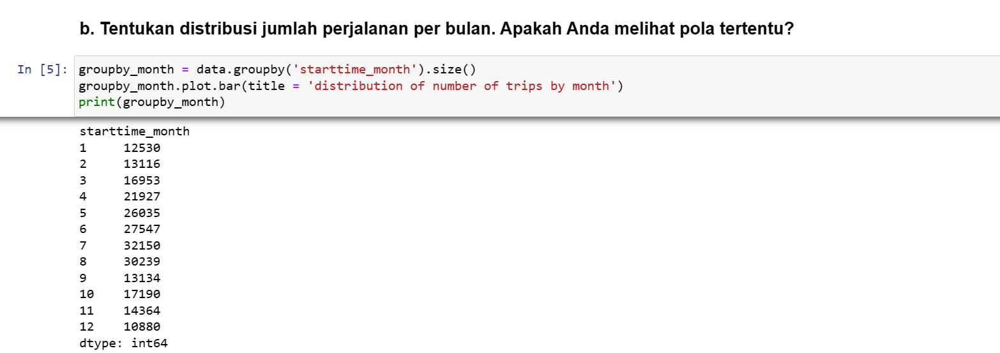 b. Tentukan distribusi jumlah perjalanan per bulan. Apakah Anda melihat pola tertentu?
In [5]: groupby_month = data.groupby('starttime_month').size()
groupby_month.plot.bar(title = 'distribution of number of trips by month')
print(groupby_month)
starttime_month
1     12530
2     13116
3     16953
4     21927
5     26035
6     27547
7     32150
8     30239
9     13134
10    17190
11    14364
12    10880
dtype: int64